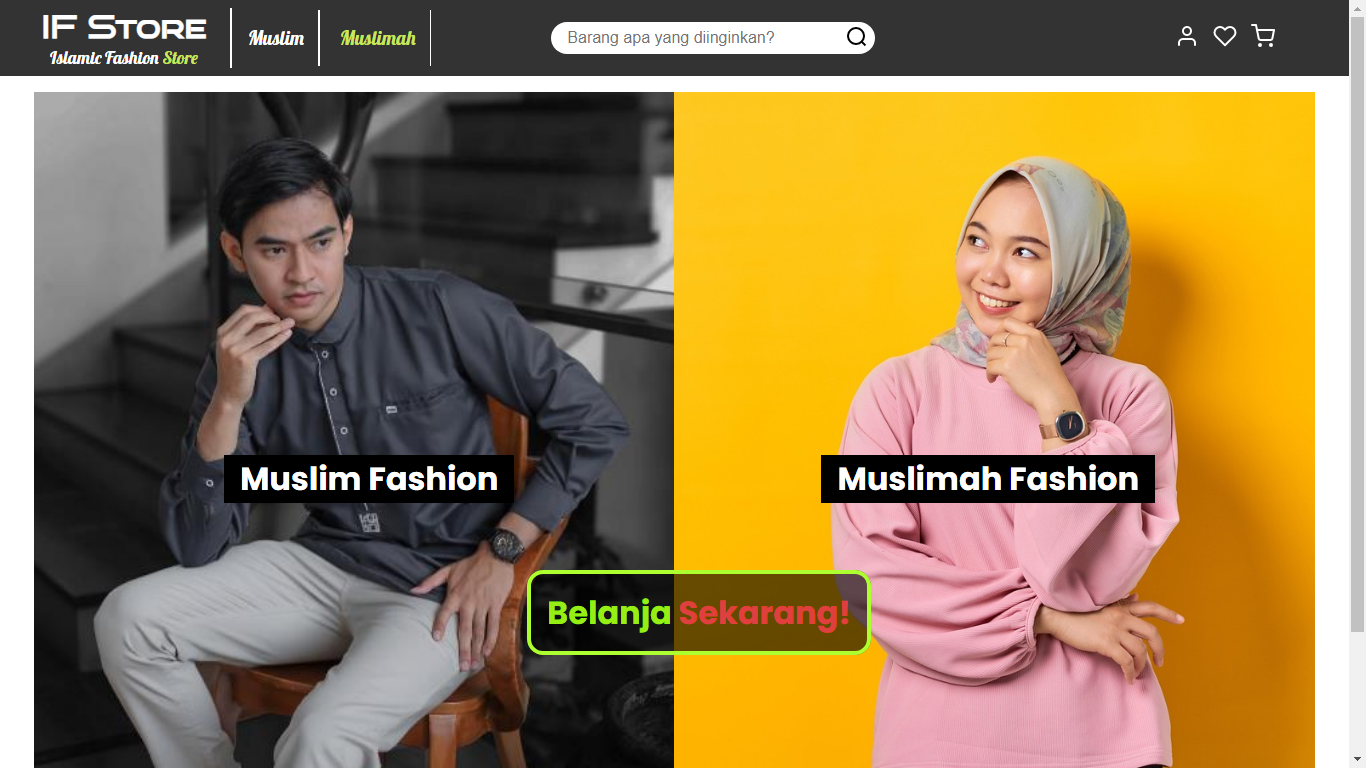 IF STORE
Islamic Fashion Store
Muslim
Muslimah
Barang apa yang diinginkan?
Muslim Fashion
Muslimah Fashion
Belanja Sekarang!